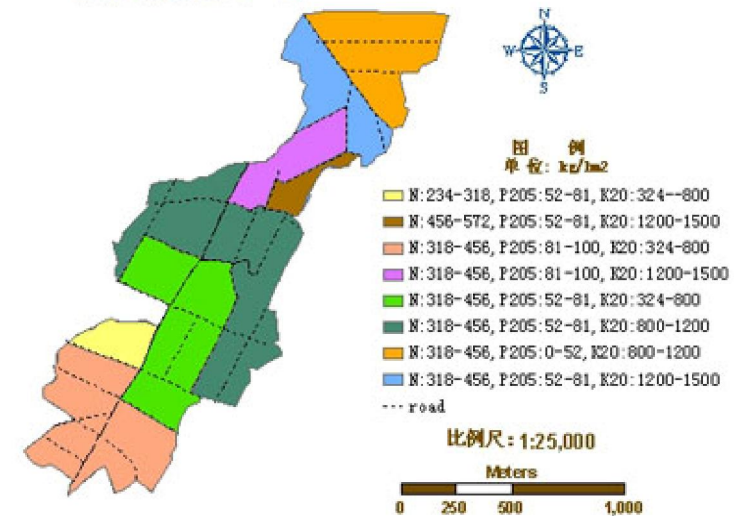 N
W E
S
图 例
单 位: kg/hm2
N:234-318,P205:52-81,K20:324--800
N:456-572,P205:52-81,K20:1200-1500
N:318-456,P205:81-100,K20:324-800
N:318-456,P205:81-100,K20:1200-1500
N:318-456,P205:52-81,K20:324-800
N:318-456,P205:52-81,K20:800-1200
N:318-456,P205:0-52,K20:800-1200
N:318-456,P205:52-81,K20:1200-1500
road
比例尺:1:25,000
Meters
0 250 500 1,000